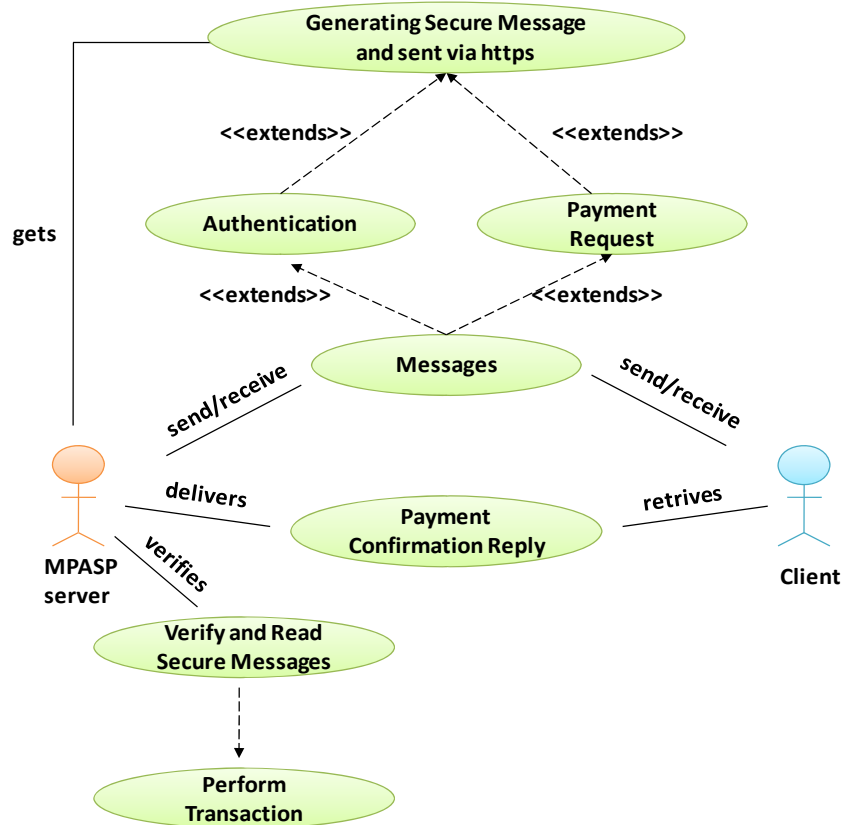 Generating Secure Message
and sent via https
<<extends>>
<<extends>>
Authentication
Payment
Request
gets
<<extends>>
<<extends>>
Messages
send/receive
send/receive
delivers
Payment
Confirmation Reply
retrives
MPASP
server
verifies
Client
Verify and Read
Secure Messages
Perform
Transaction